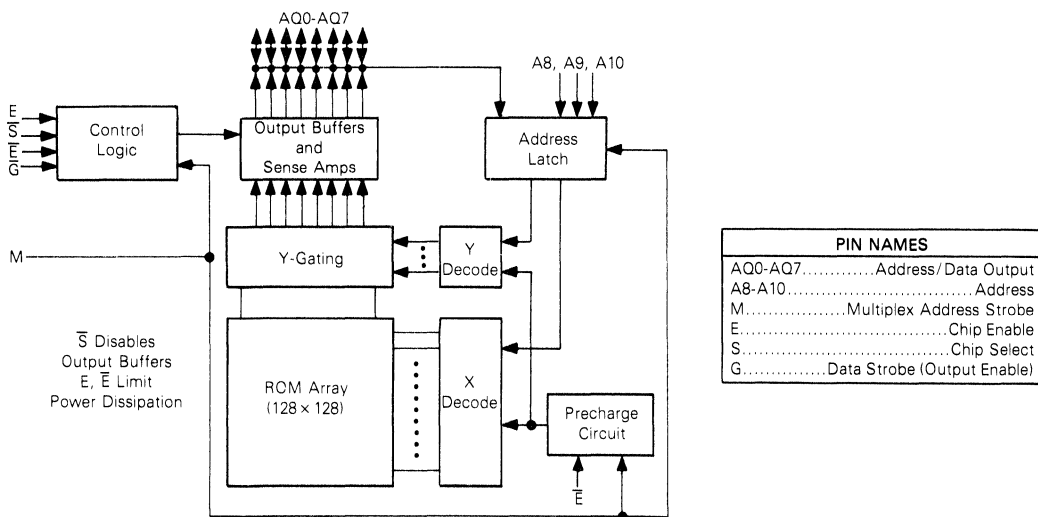 AQ0-AQ7
A8, A9, A10
E
S̅
E̅
G̅
Control
Logic
Output Buffers
and
Sense Amps
Address
Latch
M
Y-Gating
Y
Decode
S̅ Disables
Output Buffers
E, E̅ Limit
Power Dissipation
ROM Array
(128 × 128)
X
Decode
Precharge
Circuit
E̅
PIN NAMES
AQ0-AQ7.............Address/Data Output
A8-A10..................................Address
M.....................Multiplex Address Strobe
E....................................Chip Enable
S.....................................Chip Select
G...............Data Strobe (Output Enable)